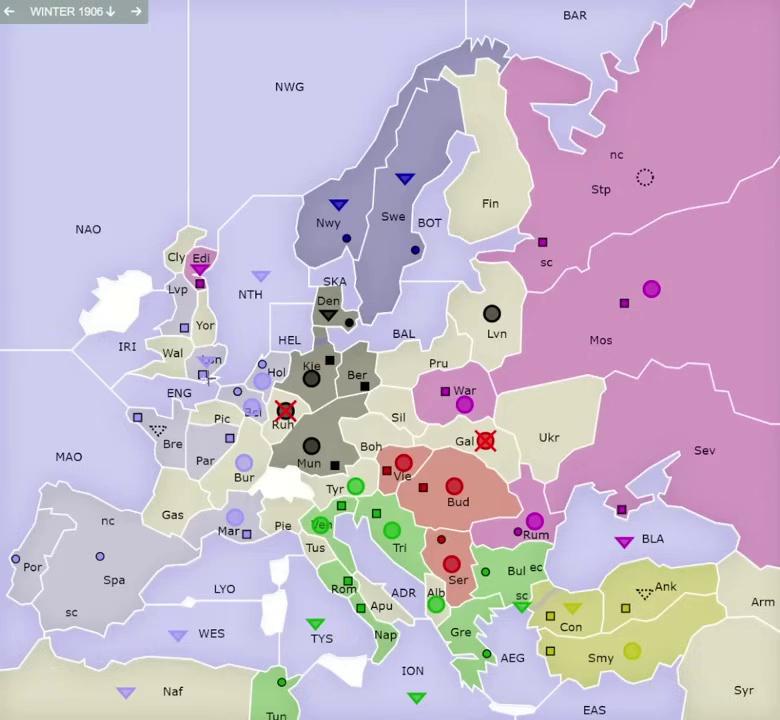 ← WINTER 1906↓ →
BAR
NWG
nc
Stp
NAO
Fin
Nwy
Swe
BOT
Cly
Edi
sc
SKA
Lvp
NTH
Den
Yor
Lvn
Mos
IRI
HEL
BAL
Wal
Kie
Hol
Ber
Pru
War
ENG
Pic
Ruh
Sil
Gal
Ukr
Bre
Par
Boh
Sev
MAO
Mun
Vie
Bur
Tyr
Bud
Gas
Mar
Pie
Ven
Tri
Rum
BLA
nc
Por
Spa
Tus
Ser
Bul
ec
LYO
Rom
ADR
Alb
Ank
Arm
sc
Apu
sc
Con
WES
TYS
Nap
Gre
AEG
Smy
ION
Naf
Syr
Tun
EAS